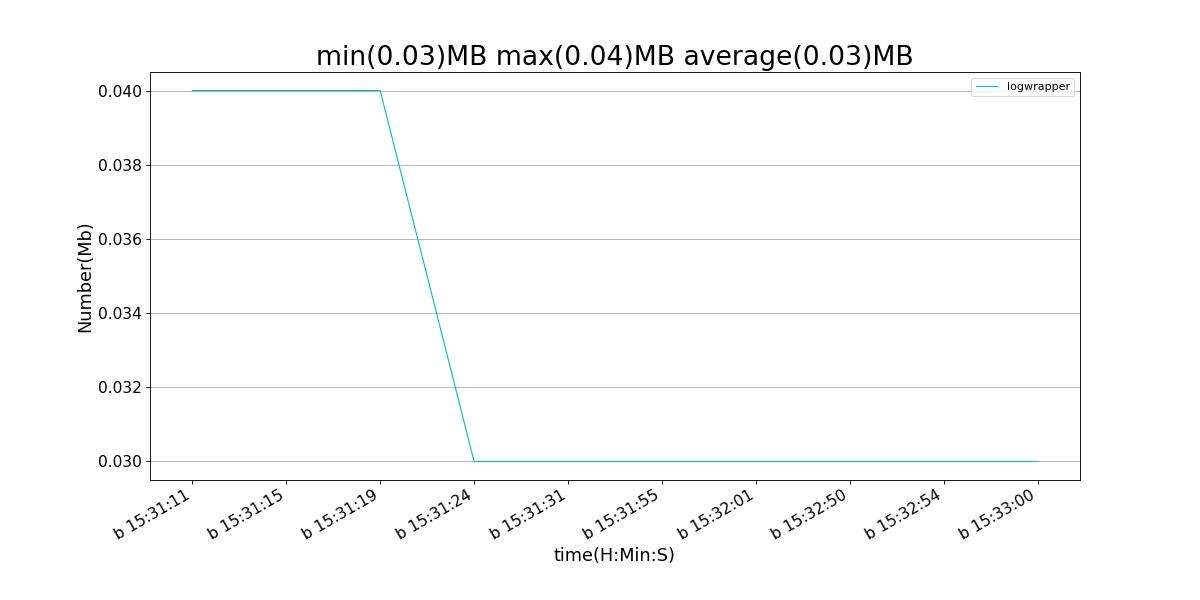 min(0.03)MB max(0.04)MB average(0.03)MB
logwrapper
Number(Mb)
0.040
0.038
0.036
0.034
0.032
0.030
b 15:31:11
b 15:31:15
b 15:31:19
b 15:31:24
b 15:31:31
b 15:31:55
b 15:32:01
b 15:32:50
b 15:32:54
b 15:33:00
time(H:Min:S)